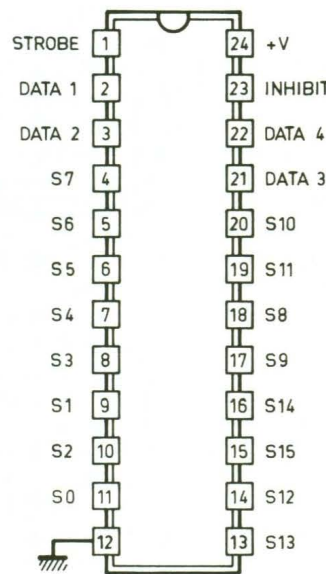 STROBE 1 24 +V
DATA 1 2 23 INHIBIT
DATA 2 3 22 DATA 4
S7 4 21 DATA 3
S6 5 20 S10
S5 6 19 S11
S4 7 18 S8
S3 8 17 S9
S1 9 16 S14
S2 10 15 S15
S0 11 14 S12
12 13 S13